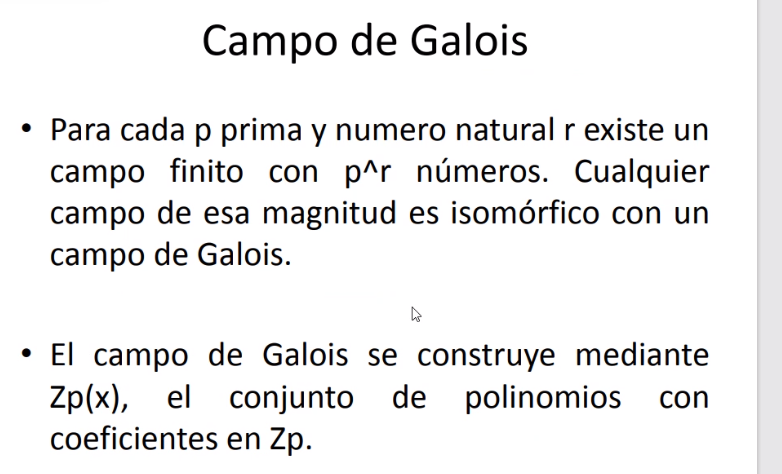 Campo de Galois
• Para cada p prima y numero natural r existe un
campo finito con p^r números. Cualquier
campo de esa magnitud es isomórfico con un
campo de Galois.
• El campo de Galois se construye mediante
Zp(x), el conjunto de polinomios con
coeficientes en Zp.